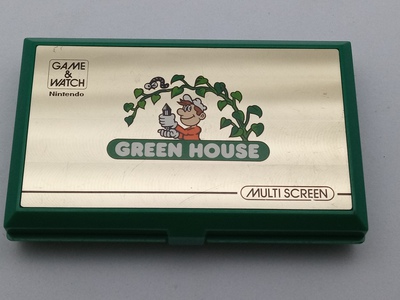 GAME
&
WATCH
Nintendo
GREEN HOUSE
MULTI SCREEN